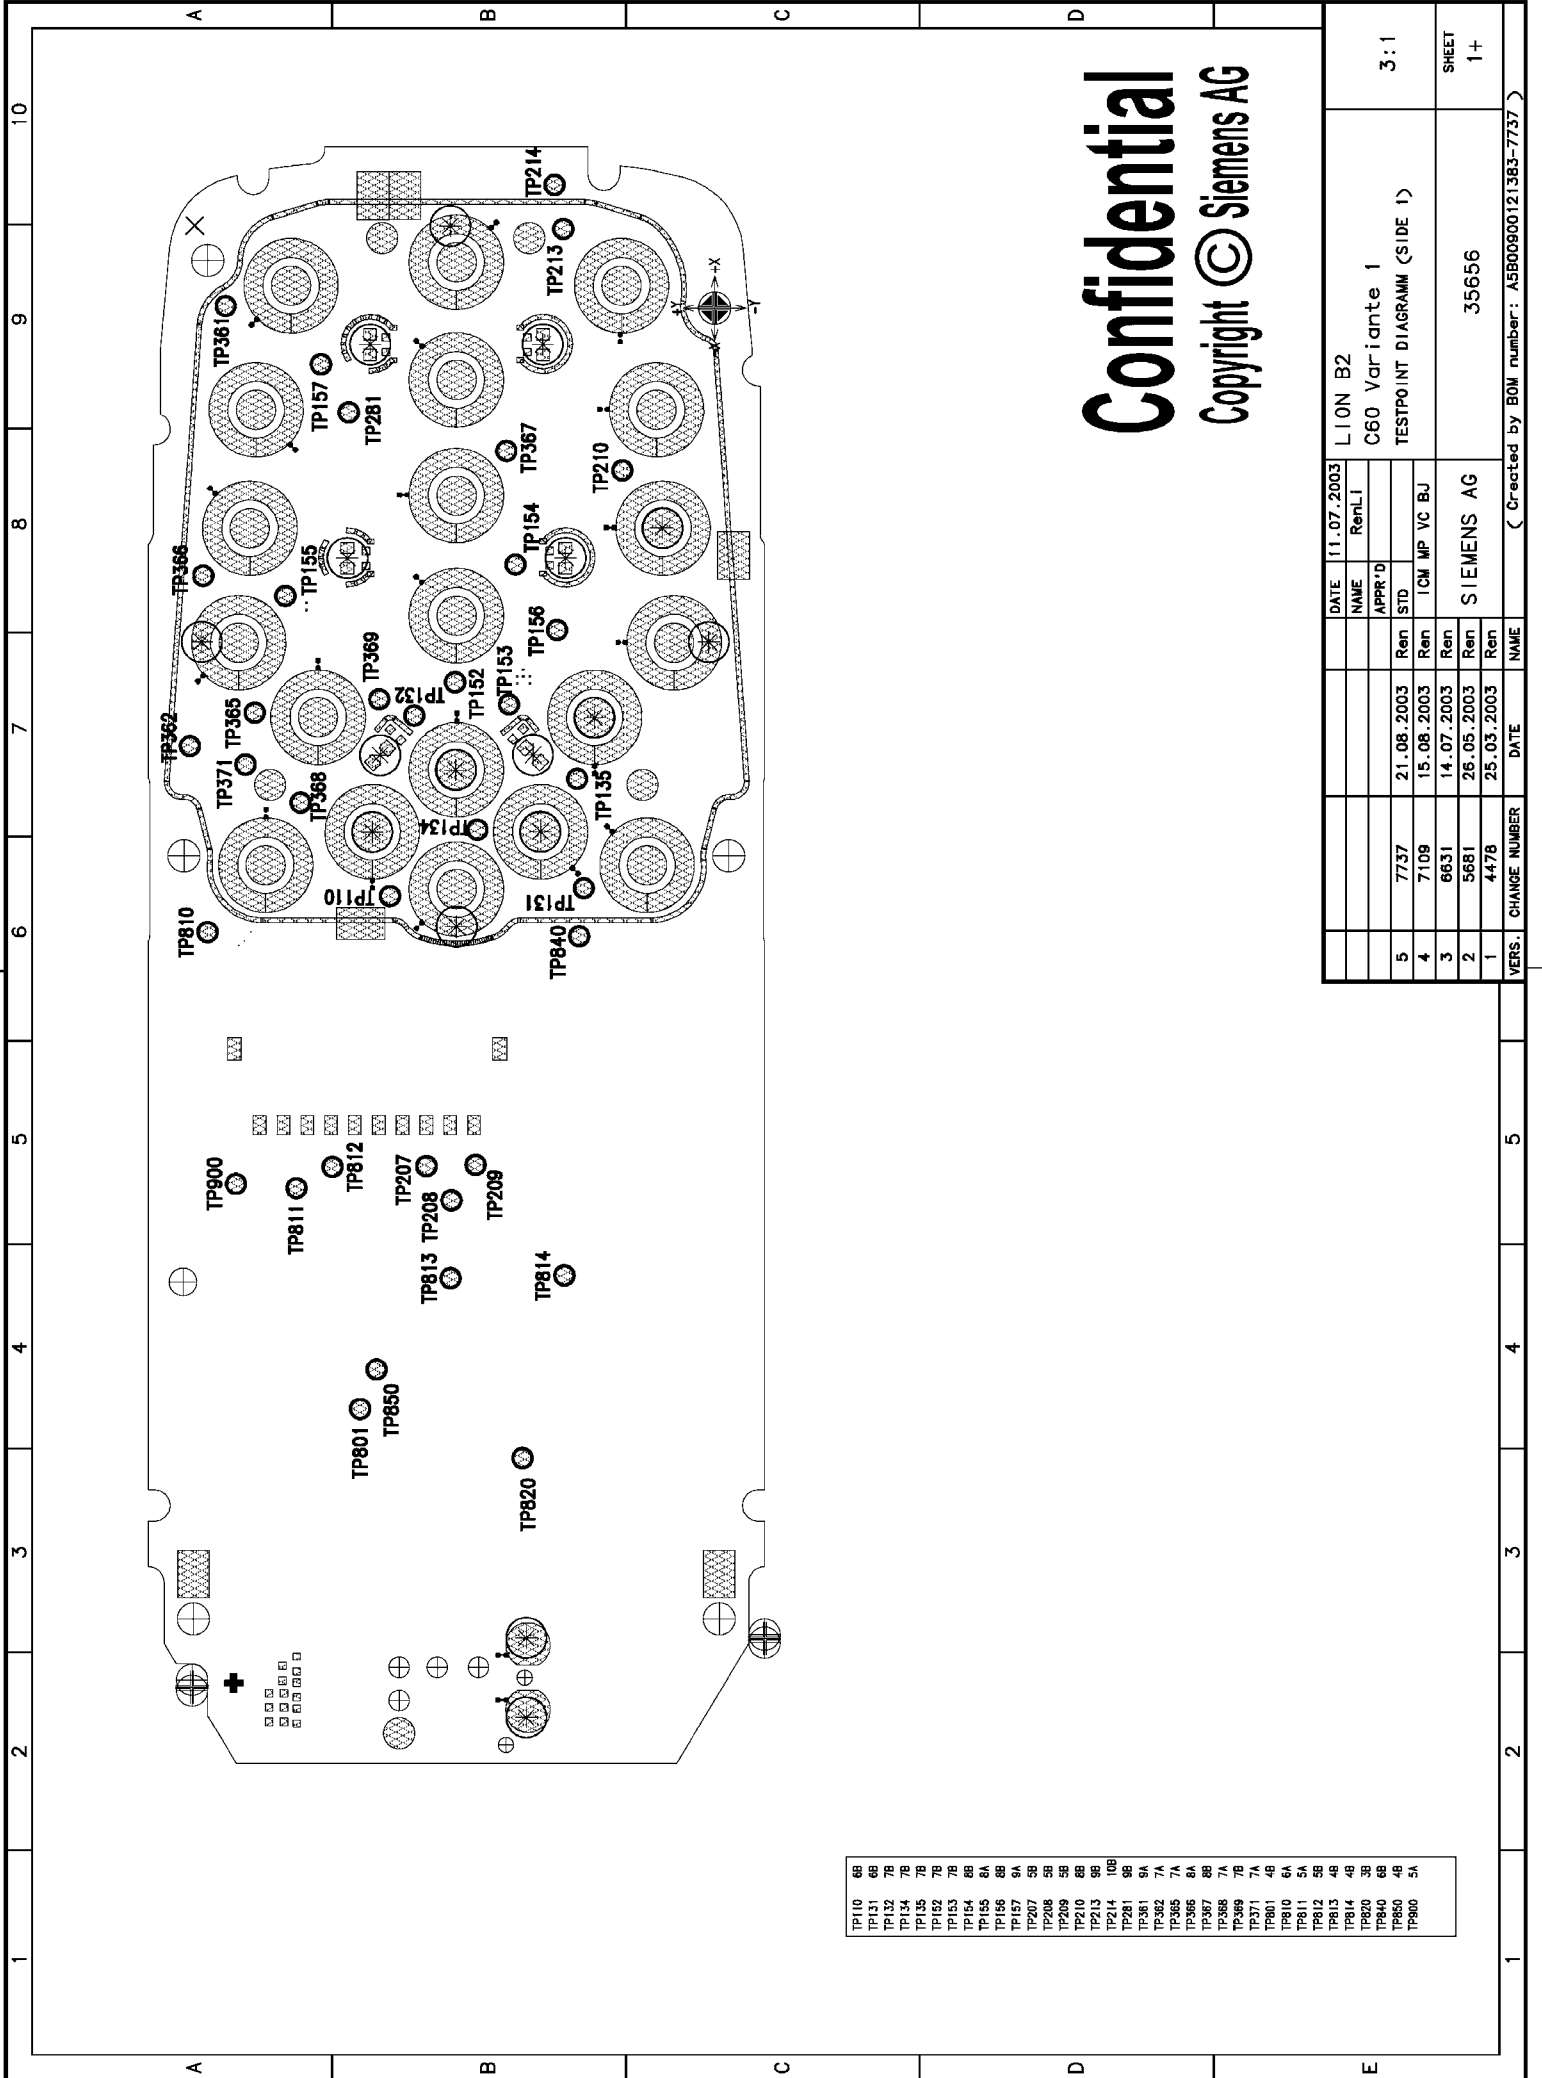 A
B
C
D
10
9
8
7
6
5
4
3
2
1
TP214
TP213
TP361
TP157
TP281
TP367
TP210
TP154
TP366
TP155
TP156
TP369
TP132
TP152
TP153
TP362
TP365
TP371
TP368
TP135
TP134
TP110
TP131
TP810
TP840
TP900
TP811
TP812
TP207
TP208
TP209
TP813
TP814
TP801
TP850
TP820
+X
+Y
-Y
Confidential
Copyright © Siemens AG
TP110 6B
TP131 6B
TP132 7B
TP134 7B
TP135 7B
TP152 7B
TP153 7B
TP154 8B
TP155 8A
TP156 8B
TP157 9A
TP207 5B
TP208 5B
TP209 5B
TP210 8B
TP213 9B
TP214 10B
TP281 9B
TP361 9A
TP362 7A
TP365 7A
TP366 8A
TP367 8B
TP368 7A
TP369 7B
TP371 7A
TP801 4B
TP810 6A
TP811 5A
TP812 5B
TP813 4B
TP814 4B
TP820 3B
TP840 6B
TP850 4B
TP900 5A
DATE 11.07.2003
NAME RenLi
APPR'D
STD
ICM MP VC BJ
SIEMENS AG
LION B2
C60 Variante 1
TESTPOINT DIAGRAMM (SIDE 1)
35656
3:1
SHEET
1+
5 7737 21.08.2003 Ren
4 7109 15.08.2003 Ren
3 6631 14.07.2003 Ren
2 5681 26.05.2003 Ren
1 4478 25.03.2003 Ren
VERS. CHANGE NUMBER DATE NAME
( Created by BOM number: A5B00900121383-7737 )
5
4
3
2
1
A
B
C
D
E